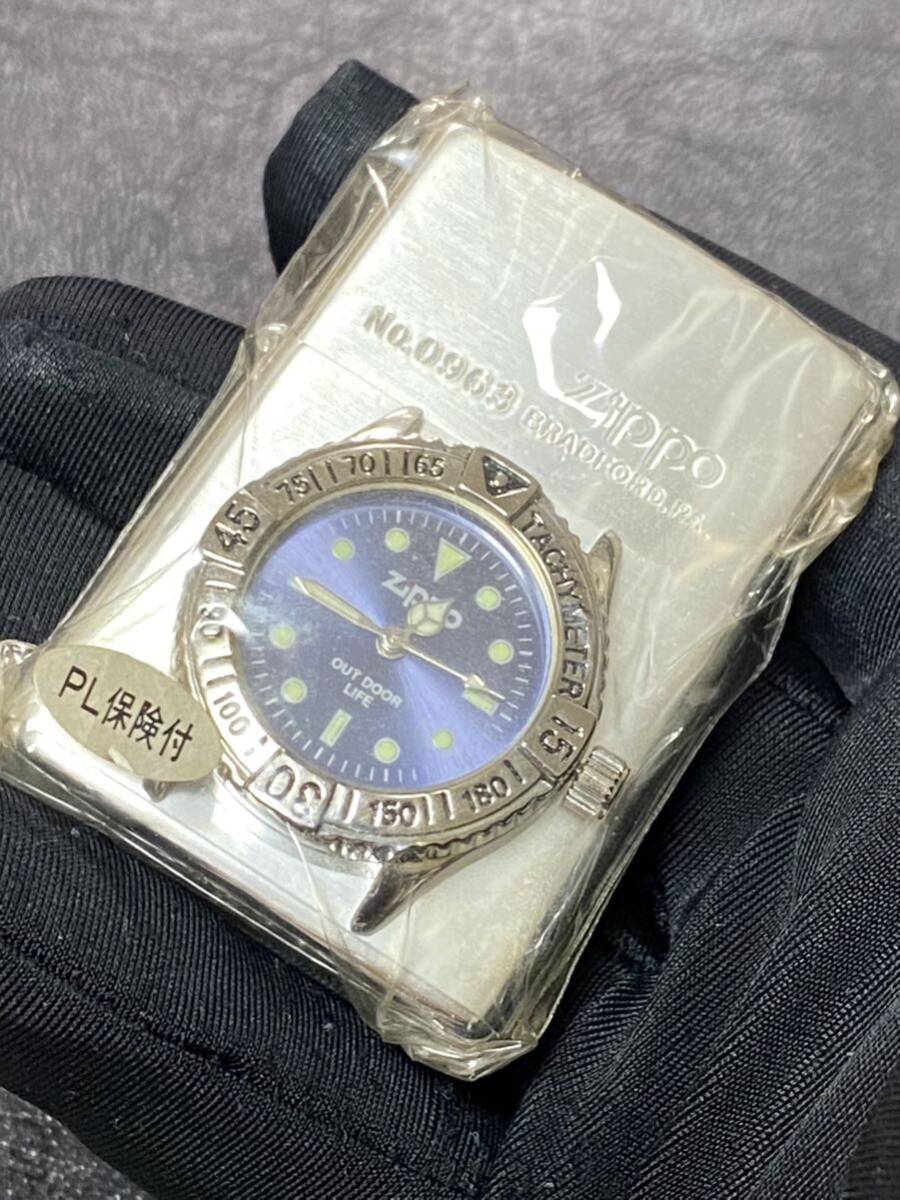 Zippo
No.0963 BRADFORD,PA.
65
70
75
45
90
100
30
150
180
15
TACHYMETER
Zippo
OUT DOOR
LIFE
PL保険付